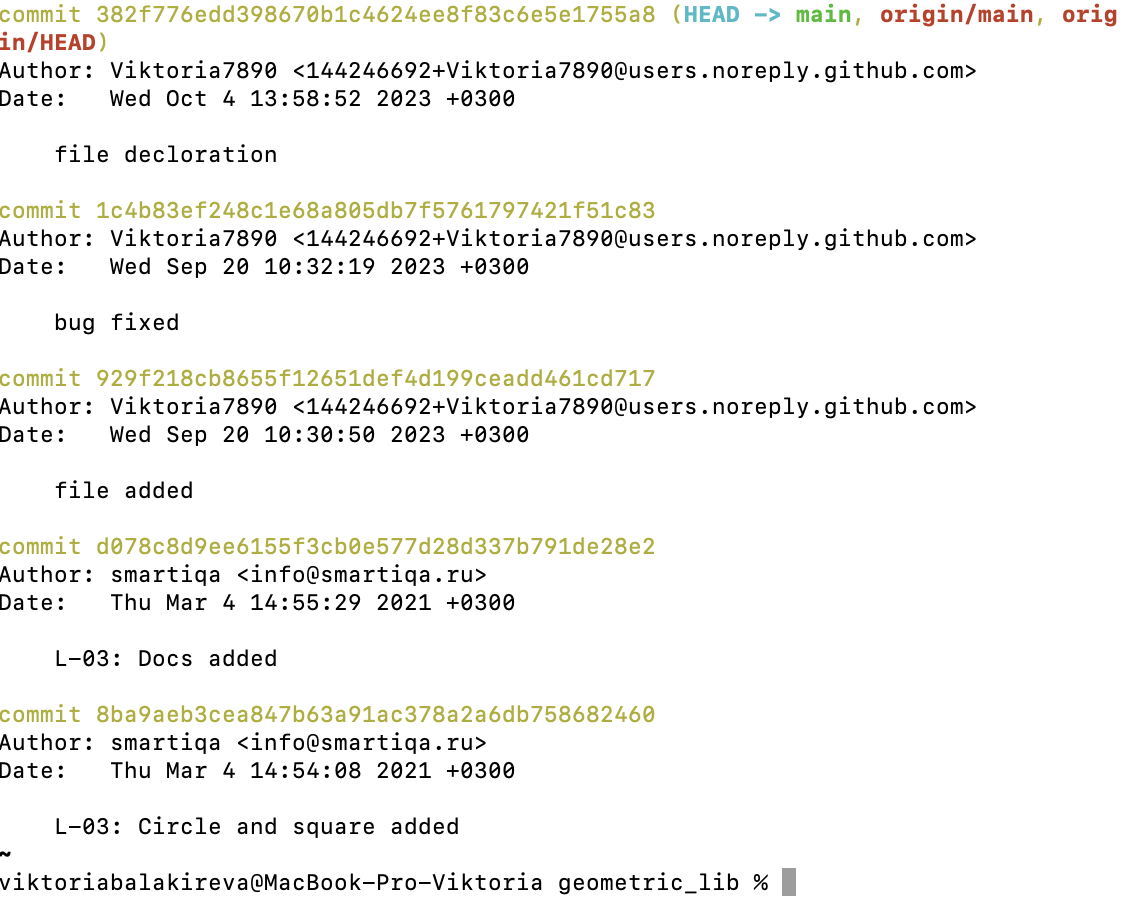 commit 382f776edd398670b1c4624ee8f83c6e5e1755a8 (HEAD -> main, origin/main, orig
in/HEAD)
Author: Viktoria7890 <144246692+Viktoria7890@users.noreply.github.com>
Date:   Wed Oct 4 13:58:52 2023 +0300
    file decloration
commit 1c4b83ef248c1e68a805db7f5761797421f51c83
Author: Viktoria7890 <144246692+Viktoria7890@users.noreply.github.com>
Date:   Wed Sep 20 10:32:19 2023 +0300
    bug fixed
commit 929f218cb8655f12651def4d199ceadd461cd717
Author: Viktoria7890 <144246692+Viktoria7890@users.noreply.github.com>
Date:   Wed Sep 20 10:30:50 2023 +0300
    file added
commit d078c8d9ee6155f3cb0e577d28d337b791de28e2
Author: smartiqa <info@smartiqa.ru>
Date:   Thu Mar 4 14:55:29 2021 +0300
    L-03: Docs added
commit 8ba9aeb3cea847b63a91ac378a2a6db758682460
Author: smartiqa <info@smartiqa.ru>
Date:   Thu Mar 4 14:54:08 2021 +0300
    L-03: Circle and square added
~
viktoriabalakireva@MacBook-Pro-Viktoria geometric_lib %